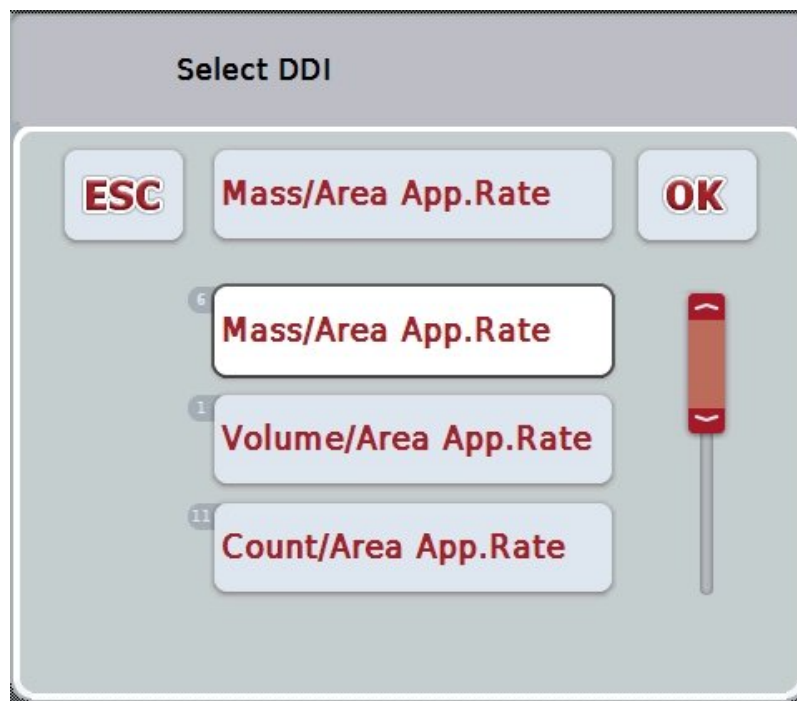 Select DDI
ESC
Mass/Area App.Rate
OK
6
Mass/Area App.Rate
1
Volume/Area App.Rate
11
Count/Area App.Rate